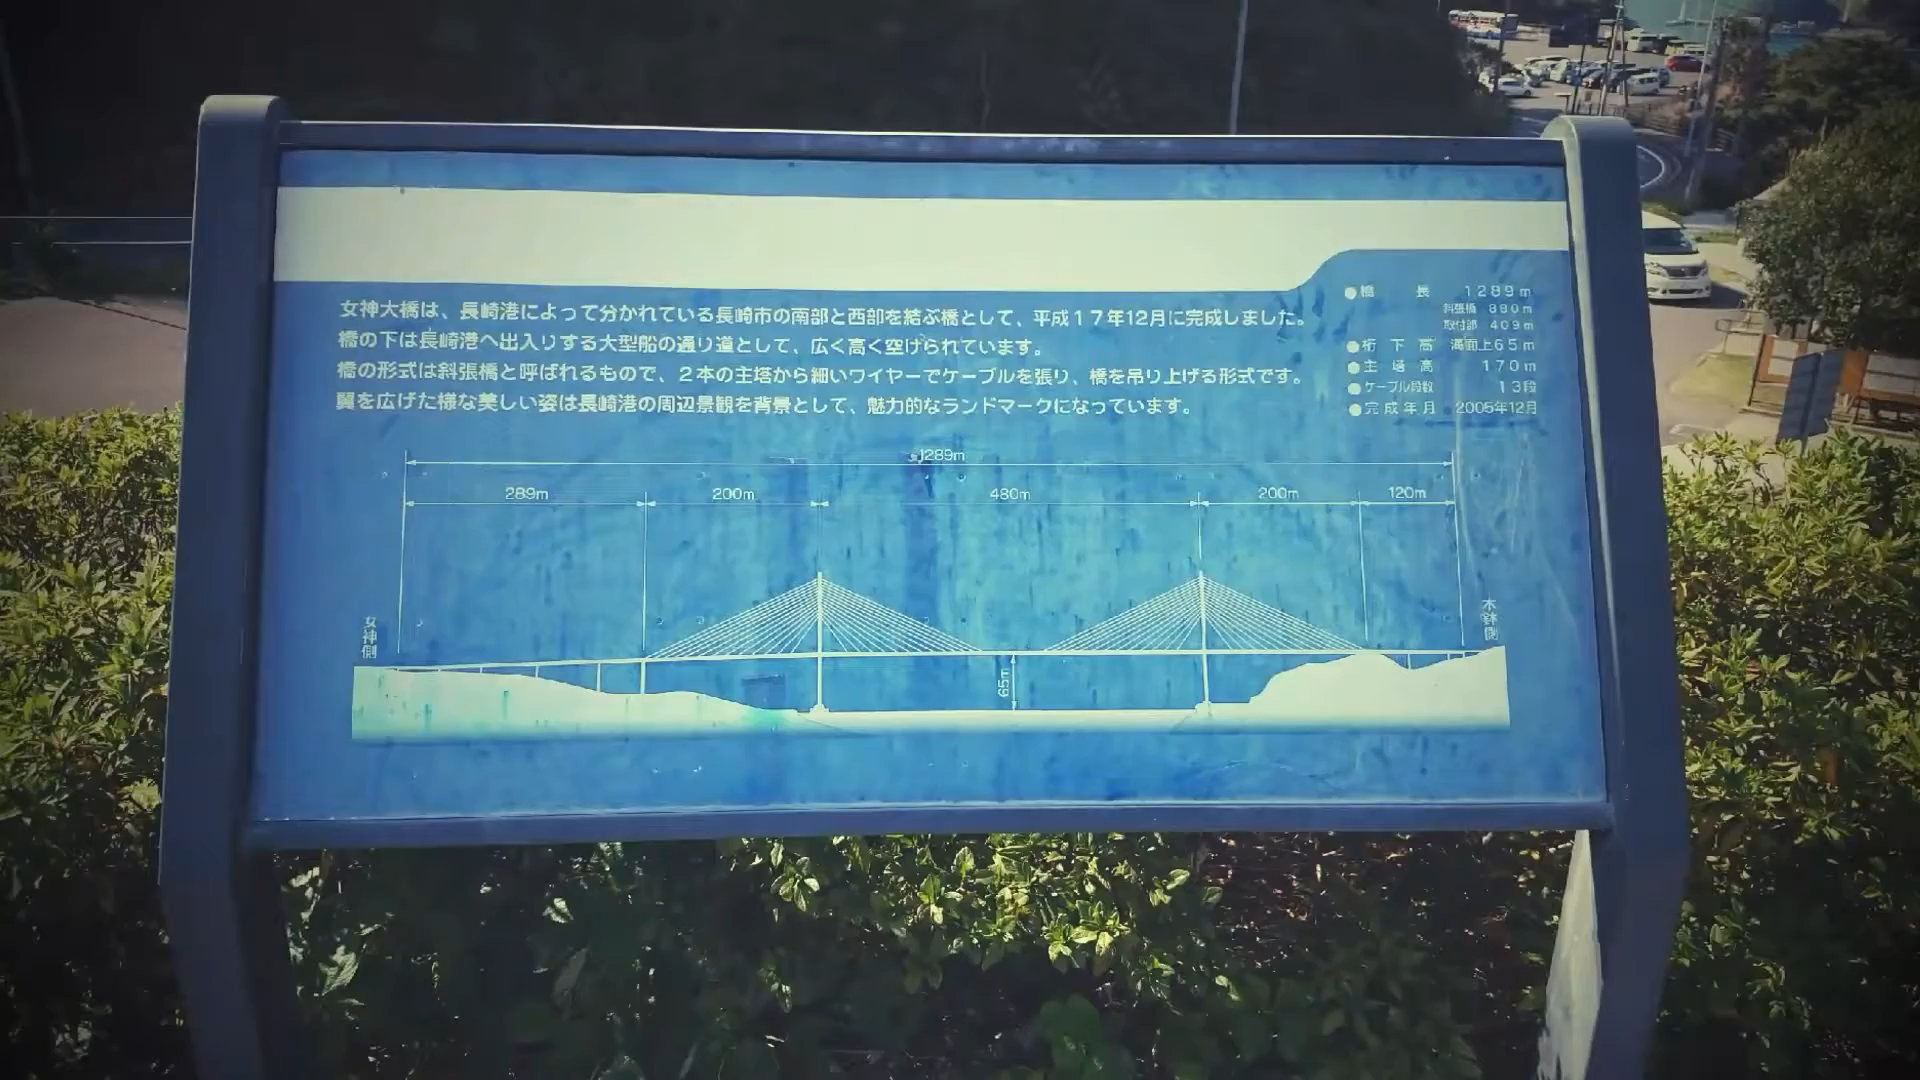 女神大橋は、長崎港によって分かれている長崎市の南部と西部を結ぶ橋として、平成17年12月に完成しました。
橋の下は長崎港へ出入りする大型船の通り道として、広く高く空けられています。
橋の形式は斜張橋と呼ばれるもので、2本の主塔から細いワイヤーでケーブルを張り、橋を吊り上げる形式です。
翼を広げた様な美しい姿は長崎港の周辺景観を背景として、魅力的なランドマークになっています。
●橋長 1289m
斜張橋 880m
取付部 409m
●桁下高 満面上65m
●主塔高 170m
●ケーブル段数 13段
●完成年月 2005年12月
1289m
289m 200m 480m 200m 120m
女神側
木鉢側
65m